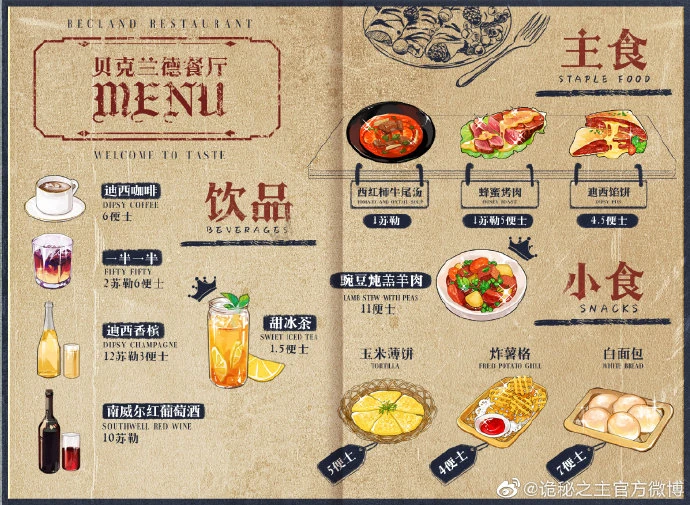 BECLAND RESTAURANT
贝克兰德餐厅
MENU
WELCOME TO TASTE
饮品
BEVERAGES
迪西咖啡
DIPSY COFFEE
6便士
一半一半
FIFTY FIFTY
2苏勒6便士
迪西香槟
DIPSY CHAMPAGNE
12苏勒3便士
南威尔红葡萄酒
SOUTHWELL RED WINE
10苏勒
甜冰茶
SWEET ICED TEA
1.5便士
主食
STAPLE FOOD
西红柿牛尾汤
TOMATO AND OXTAIL SOUP
1苏勒
蜂蜜烤肉
HONEY ROAST
1苏勒5便士
迪西馅饼
DIPSY PIES
4.5便士
豌豆炖羔羊肉
LAMB STEW WITH PEAS
11便士
小食
SNACKS
玉米薄饼
TORTILLA
5便士
炸薯格
FRIED POTATO GRILL
4便士
白面包
WHITE BREAD
7便士
@诡秘之主官方微博